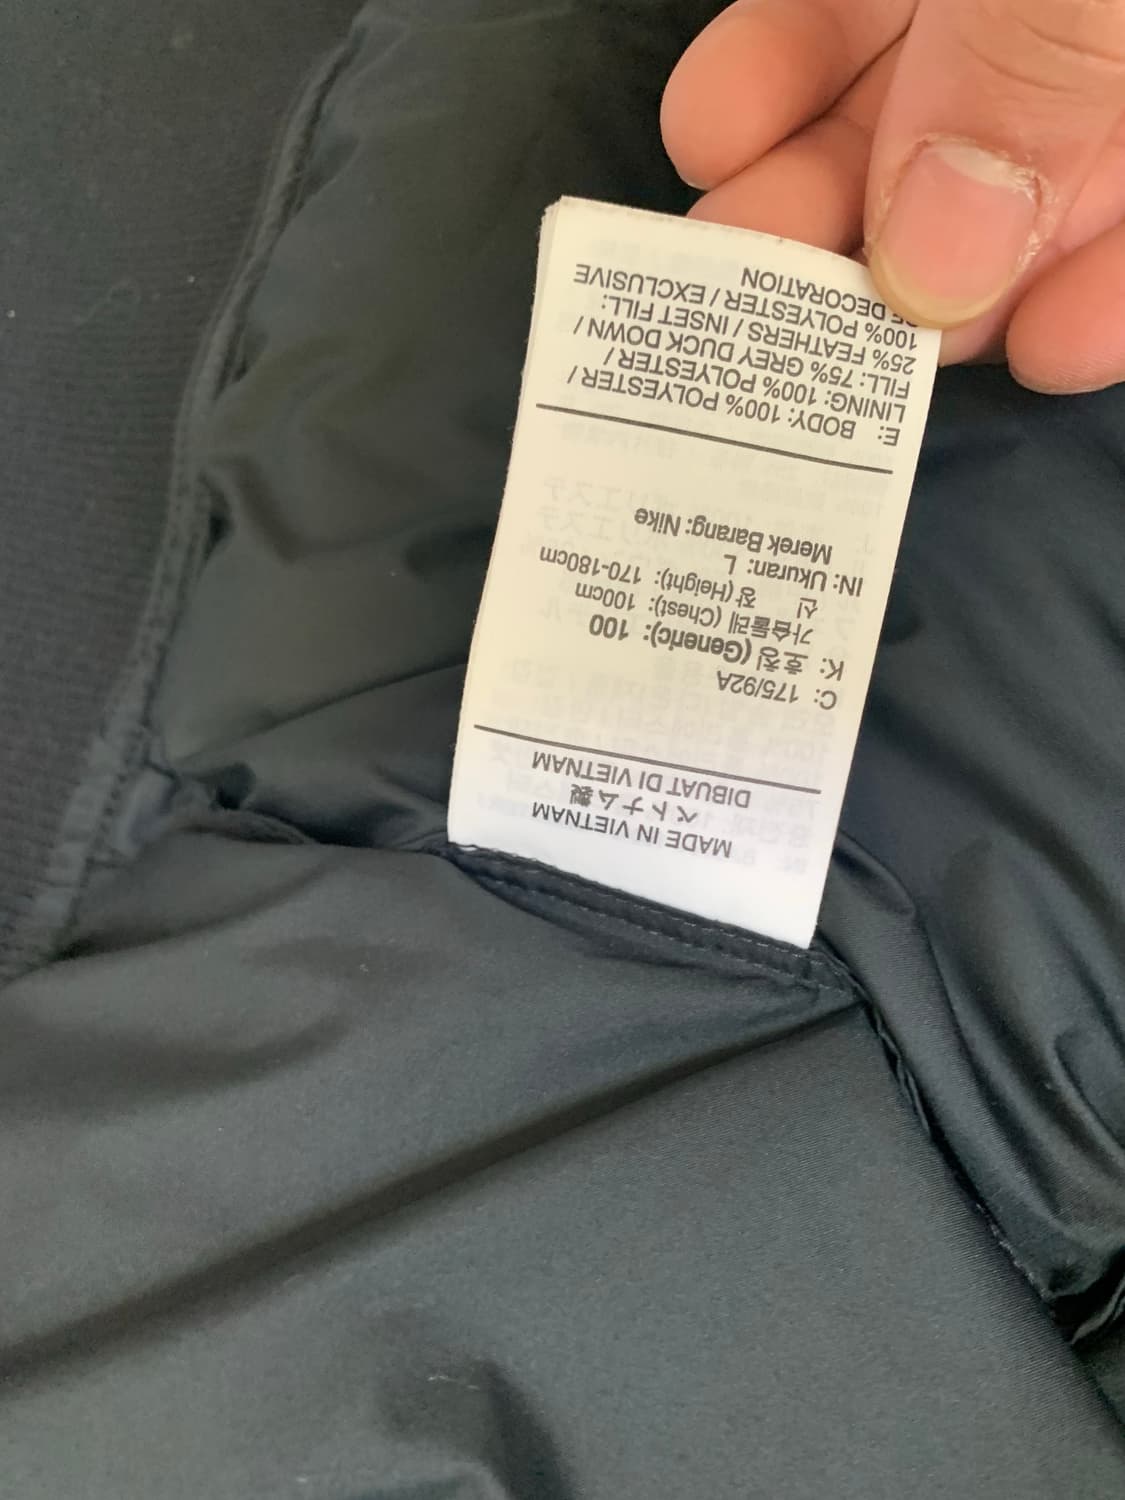 MADE IN VIETNAM
ベトナム製
DIBUAT DI VIETNAM
C: 175/92A
K: 호칭 (Generic): 100
가슴둘레 (Chest): 100cm
신 장 (Height): 170-180cm
IN: Ukuran: L
Merek Barang: Nike
E: BODY: 100% POLYESTER/
LINING: 100% POLYESTER /
FILL: 75% GREY DUCK DOWN /
25% FEATHERS / INSET FILL:
100% POLYESTER / EXCLUSIVE
OF DECORATION